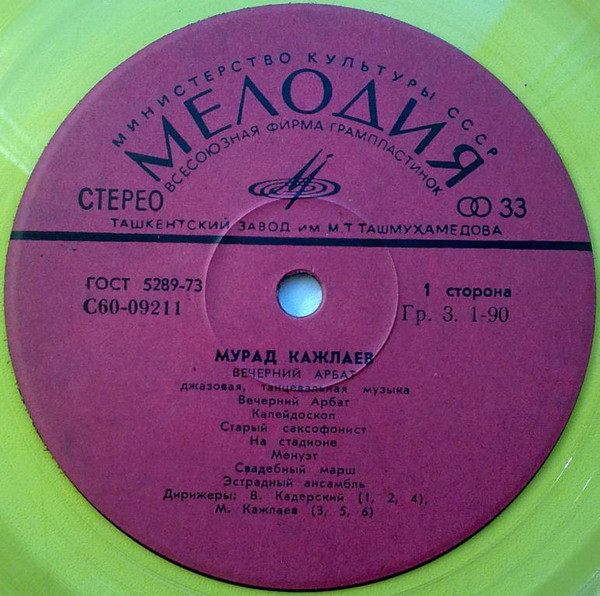 МИНИСТЕРСТВО КУЛЬТУРЫ СССР
МЕЛОДИЯ
ВСЕСОЮЗНАЯ ФИРМА ГРАМПЛАСТИНОК
СТЕРЕО
33
ТАШКЕНТСКИЙ ЗАВОД ИМ М.Т.ТАШМУХАМЕДОВА
ГОСТ 5289-73
1 сторона
С60-09211
Гр. 3. 1-90
МУРАД КАЖЛАЕВ
ВЕЧЕРНИЙ АРБАТ
джазовая, танцевальная музыка
Вечерний Арбат
Калейдоскоп
Старый саксофонист
На стадионе
Менуэт
Свадебный марш
Эстрадный ансамбль
Дирижеры: В. Кадерский (1, 2, 4),
М. Кажлаев (3, 5, 6)